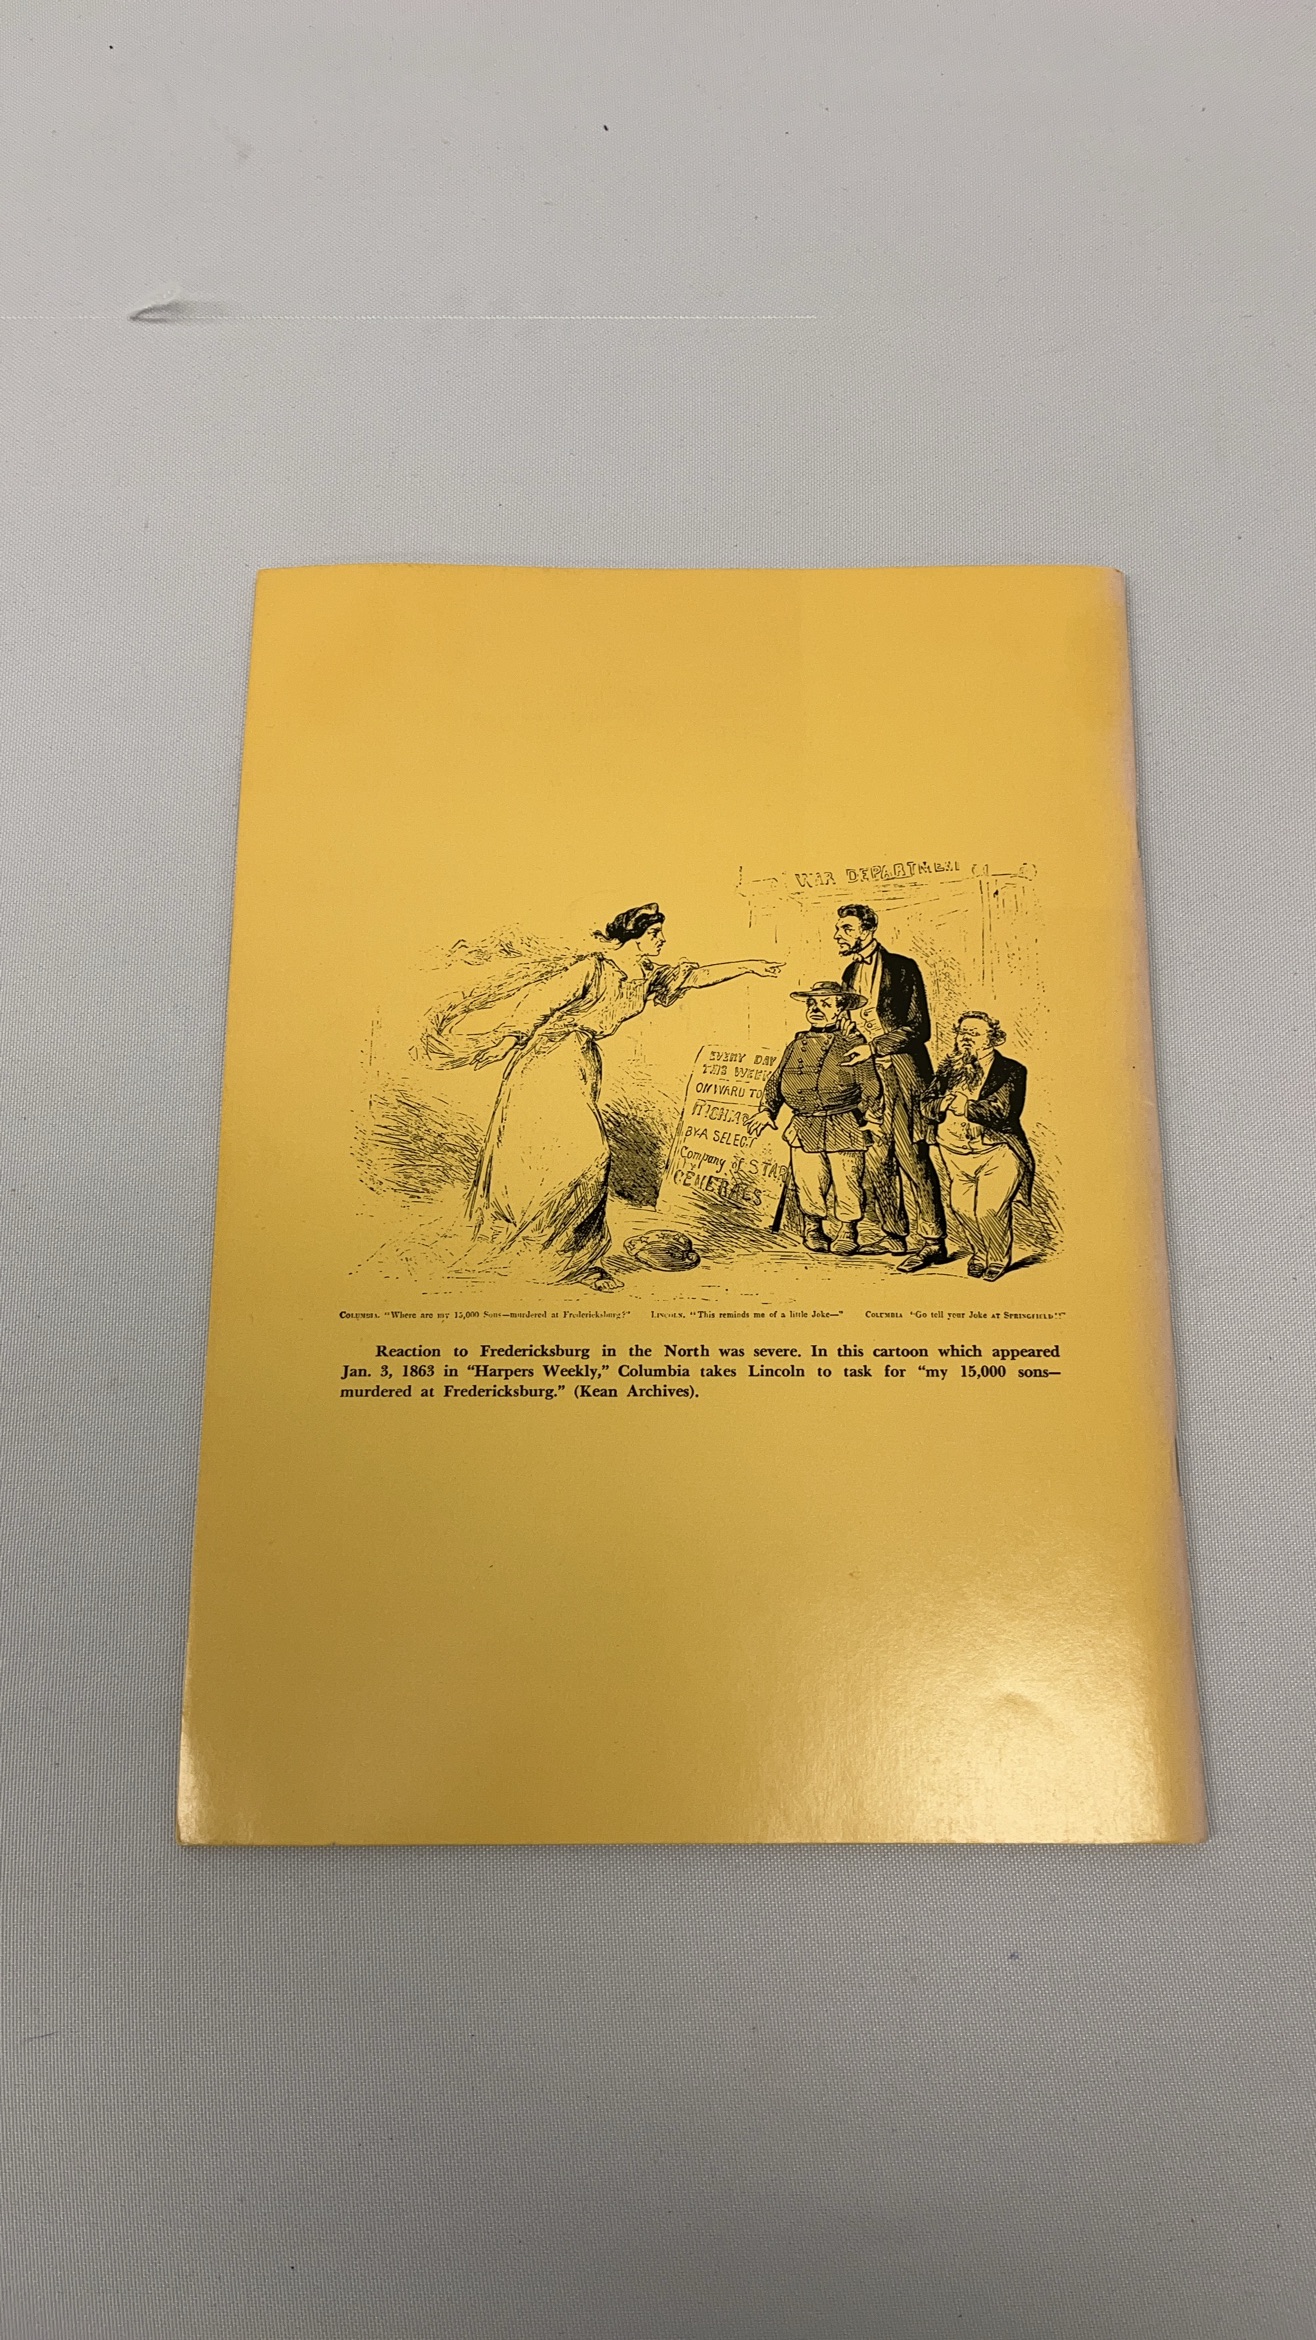 WAR DEPARTMENT
EVERY DAY
THIS WEEK
ONWARD TO
BY A SELECT
Company of STAR
GENERALS
COLUMBIA. "Where are my 15,000 Sons—murdered at Fredericksburg?" LINCOLN. "This reminds me of a little Joke—" COLUMBIA "Go tell your Joke AT SPRINGFIELD!!"
Reaction to Fredericksburg in the North was severe. In this cartoon which appeared
Jan. 3, 1863 in "Harpers Weekly," Columbia takes Lincoln to task for "my 15,000 sons—
murdered at Fredericksburg." (Kean Archives).